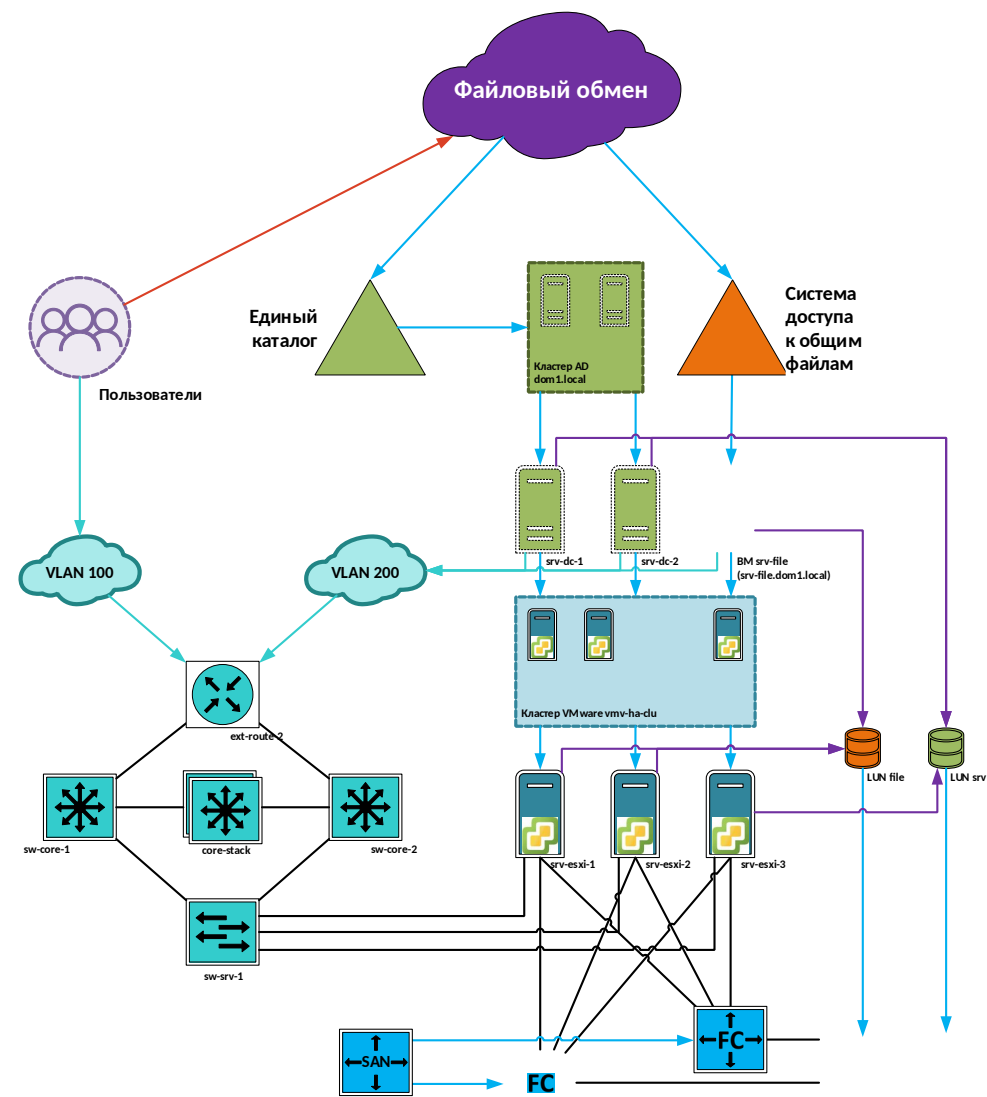 Файловый обмен
Единый
каталог
Кластер AD
dom1.local
Система
доступа
к общим
файлам
Пользователи
VLAN 100
VLAN 200
srv-dc-1
srv-dc-2
ВМ srv-file
(srv-file.dom1.local)
Кластер VMware vmv-ha-clu
ext-route-2
LUN file
LUN srv
sw-core-1
core-stack
sw-core-2
srv-esxi-1
srv-esxi-2
srv-esxi-3
sw-srv-1
SAN
FC
FC